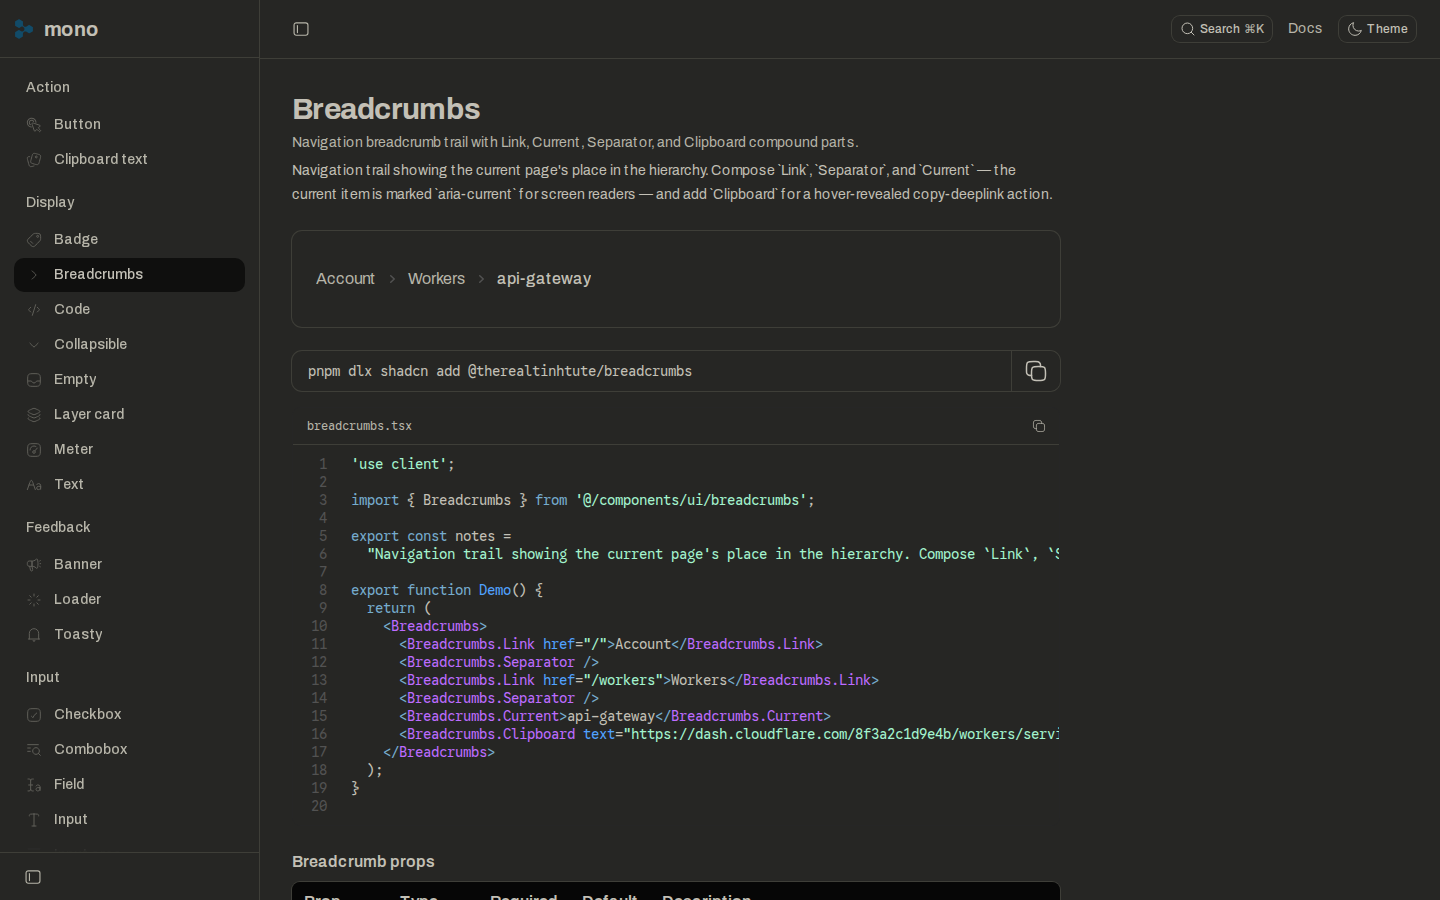 mono
Search ⌘K
Docs
Theme
Action
Button
Clipboard text
Display
Badge
Breadcrumbs
Code
Collapsible
Empty
Layer card
Meter
Text
Feedback
Banner
Loader
Toasty
Input
Checkbox
Combobox
Field
Input
Breadcrumbs
Navigation breadcrumb trail with Link, Current, Separator, and Clipboard compound parts.
Navigation trail showing the current page's place in the hierarchy. Compose `Link`, `Separator`, and `Current` — the
current item is marked `aria-current` for screen readers — and add `Clipboard` for a hover-revealed copy-deeplink action.
Account > Workers > api-gateway
pnpm dlx shadcn add @therealtinhtute/breadcrumbs
breadcrumbs.tsx
1 'use client';
2
3 import { Breadcrumbs } from '@/components/ui/breadcrumbs';
4
5 export const notes =
6 "Navigation trail showing the current page's place in the hierarchy. Compose `Link`, `S
7
8 export function Demo() {
9 return (
10 <Breadcrumbs>
11 <Breadcrumbs.Link href="/">Account</Breadcrumbs.Link>
12 <Breadcrumbs.Separator />
13 <Breadcrumbs.Link href="/workers">Workers</Breadcrumbs.Link>
14 <Breadcrumbs.Separator />
15 <Breadcrumbs.Current>api-gateway</Breadcrumbs.Current>
16 <Breadcrumbs.Clipboard text="https://dash.cloudflare.com/8f3a2c1d9e4b/workers/servi
17 </Breadcrumbs>
18 );
19 }
20
Breadcrumb props
Prop Type Required Default Description